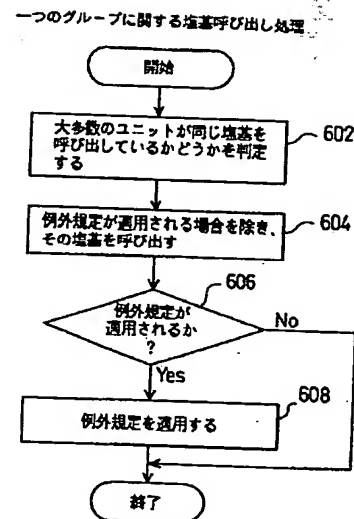 一つのグループに関する塩基呼び出し処理
開始
大多数のユニットが同じ塩基を
呼び出しているかどうかを判定
する
602
例外規定が適用される場合を除き、
その塩基を呼び出す
604
606
例外規定が
適用されるか
?
No
Yes
例外規定を適用する
608
終了